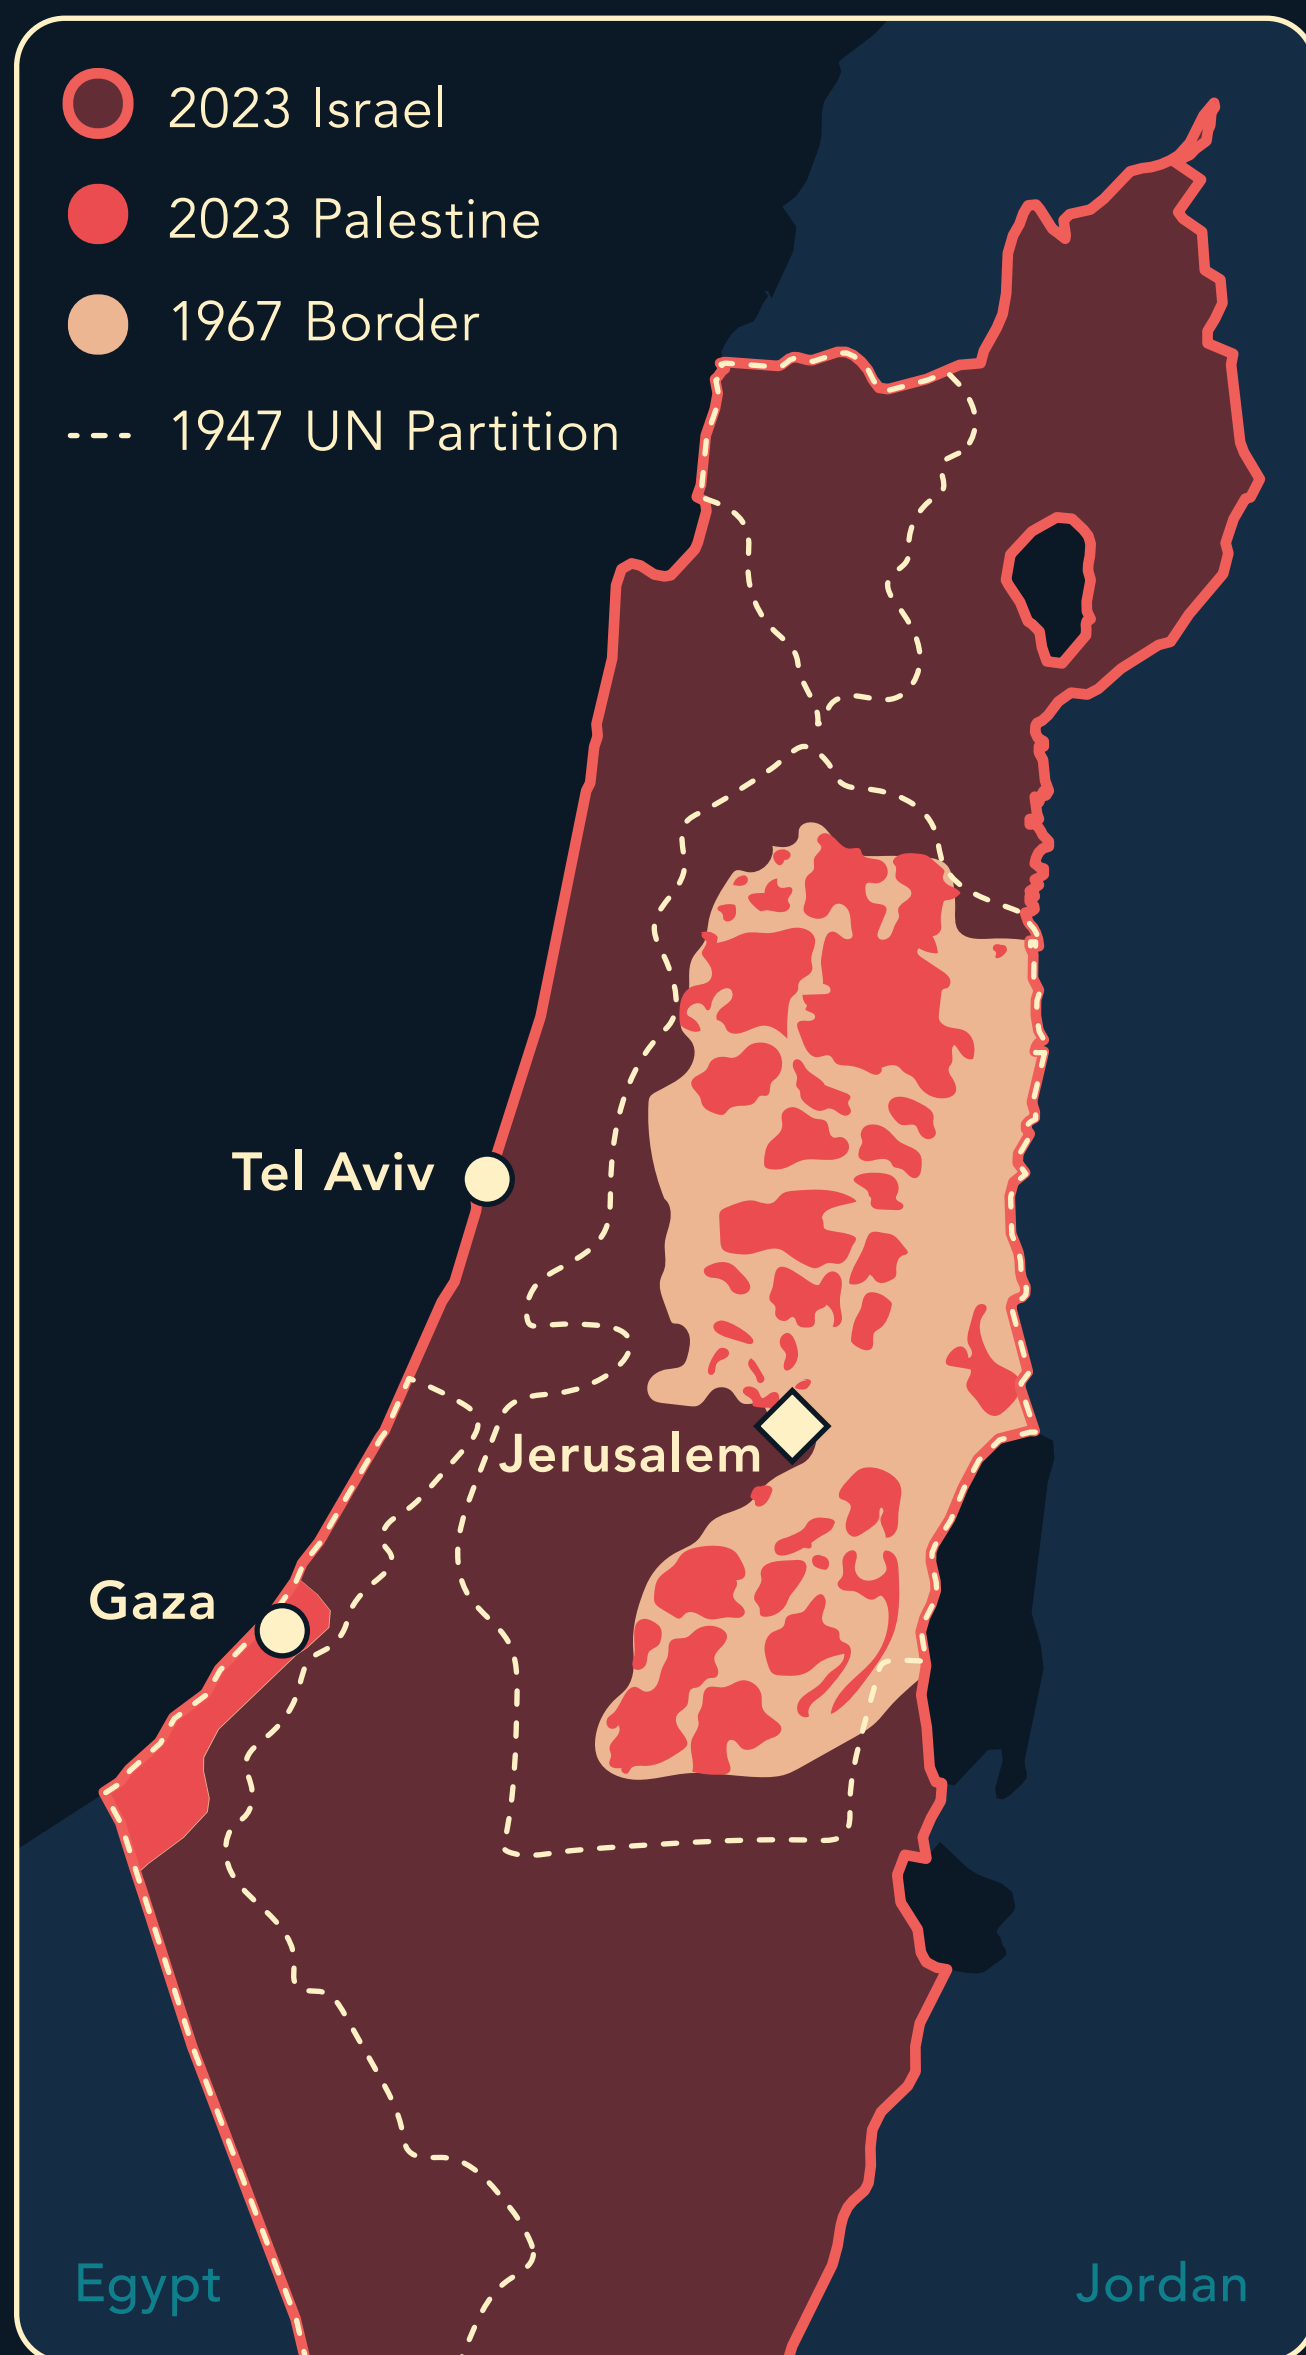 2023 Israel
2023 Palestine
1967 Border
1947 UN Partition
Tel Aviv
Jerusalem
Gaza
Egypt
Jordan